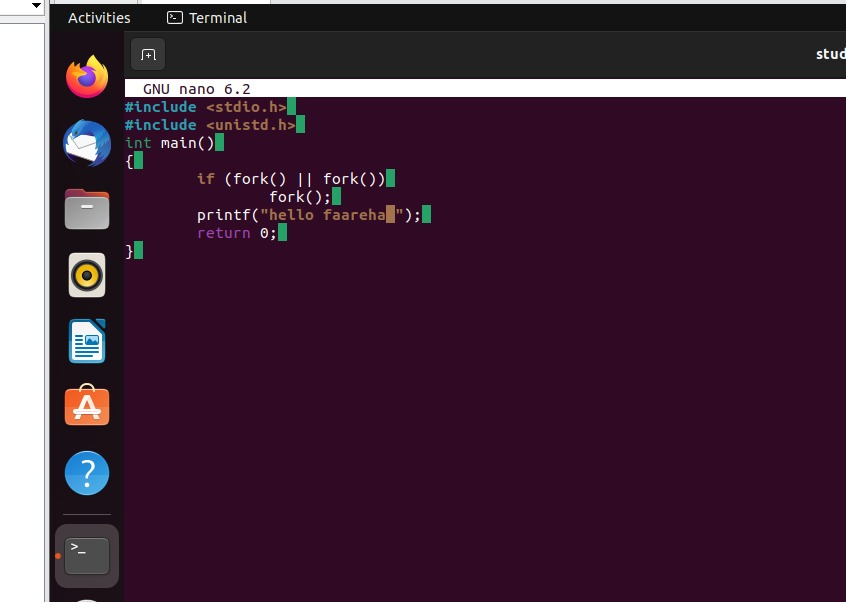 Activities
Terminal
stud
GNU nano 6.2
#include <stdio.h>
#include <unistd.h>
int main()
{
if (fork() || fork())
fork();
printf("hello faareha ");
return 0;
}